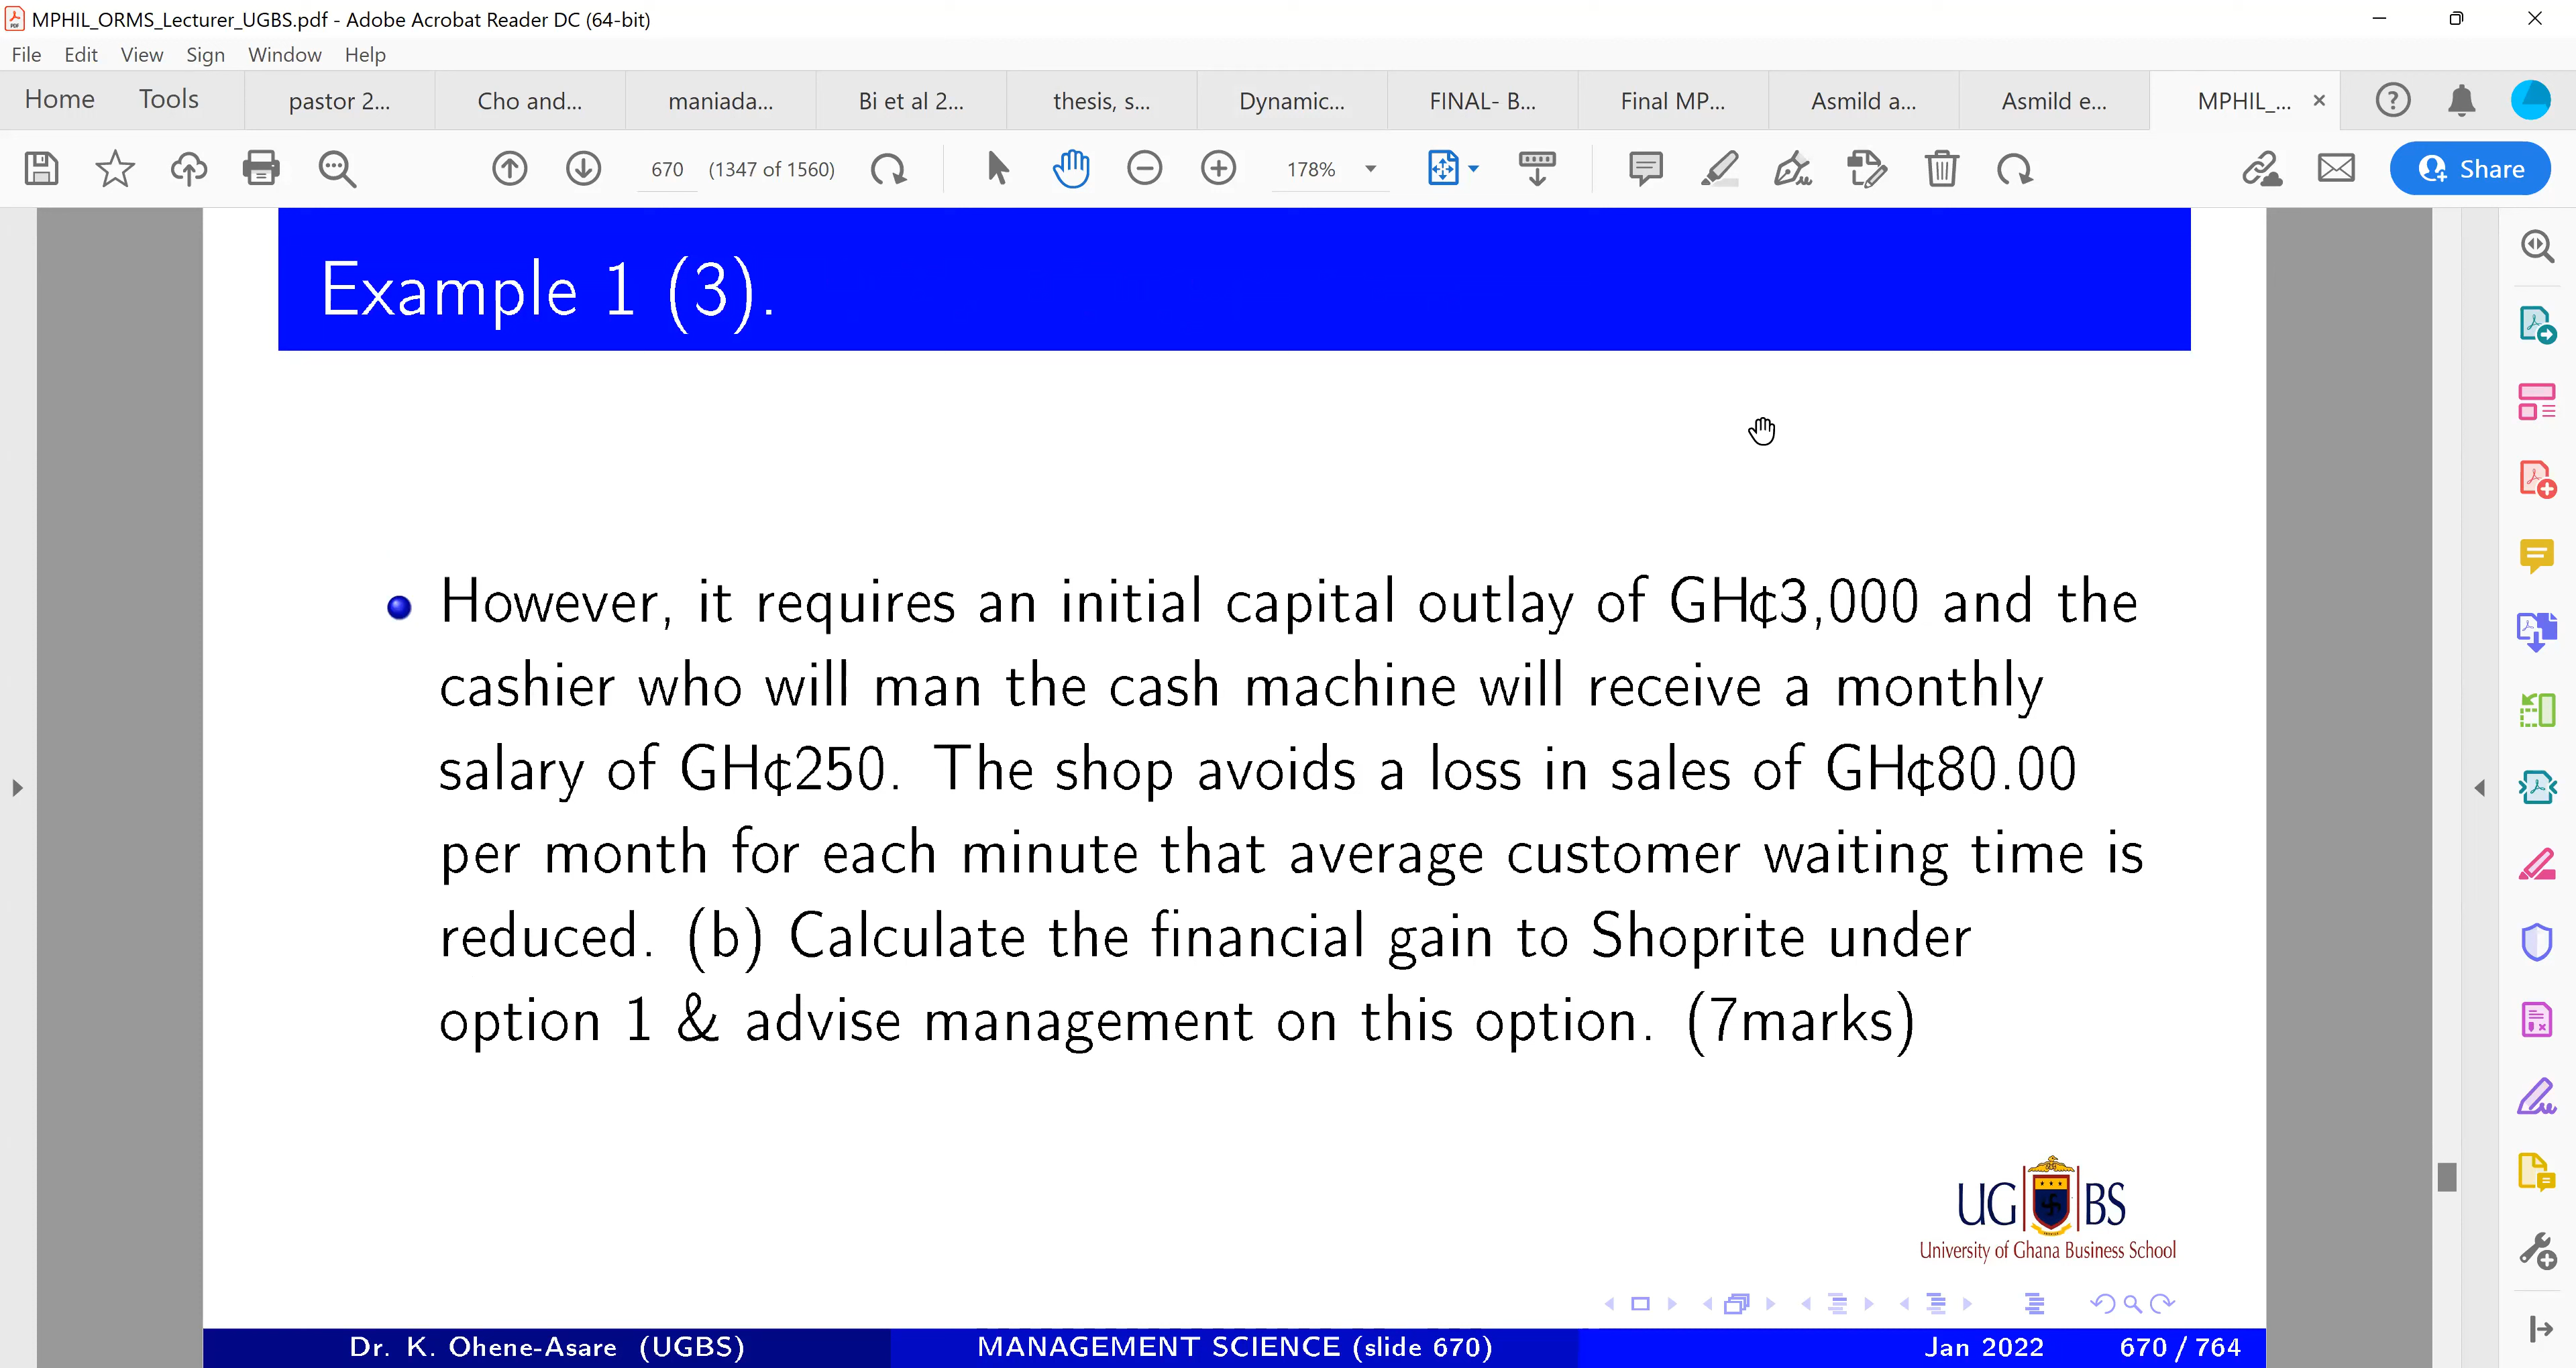 MPHIL_ORMS_Lecturer_UGBS.pdf - Adobe Acrobat Reader DC (64-bit)
File Edit View Sign Window Help
Home Tools pastor 2... Cho and... maniada... Bi et al 2... thesis, s... Dynamic... FINAL- B... Final MP... Asmild a... Asmild e... MPHIL_...
670 (1347 of 1560) 178% Share
Example 1 (3).
However, it requires an initial capital outlay of GH¢3,000 and the
cashier who will man the cash machine will receive a monthly
salary of GH¢250. The shop avoids a loss in sales of GH¢80.00
per month for each minute that average customer waiting time is
reduced. (b) Calculate the financial gain to Shoprite under
option 1 & advise management on this option. (7marks)
UG BS
University of Ghana Business School
Dr. K. Ohene-Asare (UGBS) MANAGEMENT SCIENCE (slide 670) Jan 2022 670 / 764